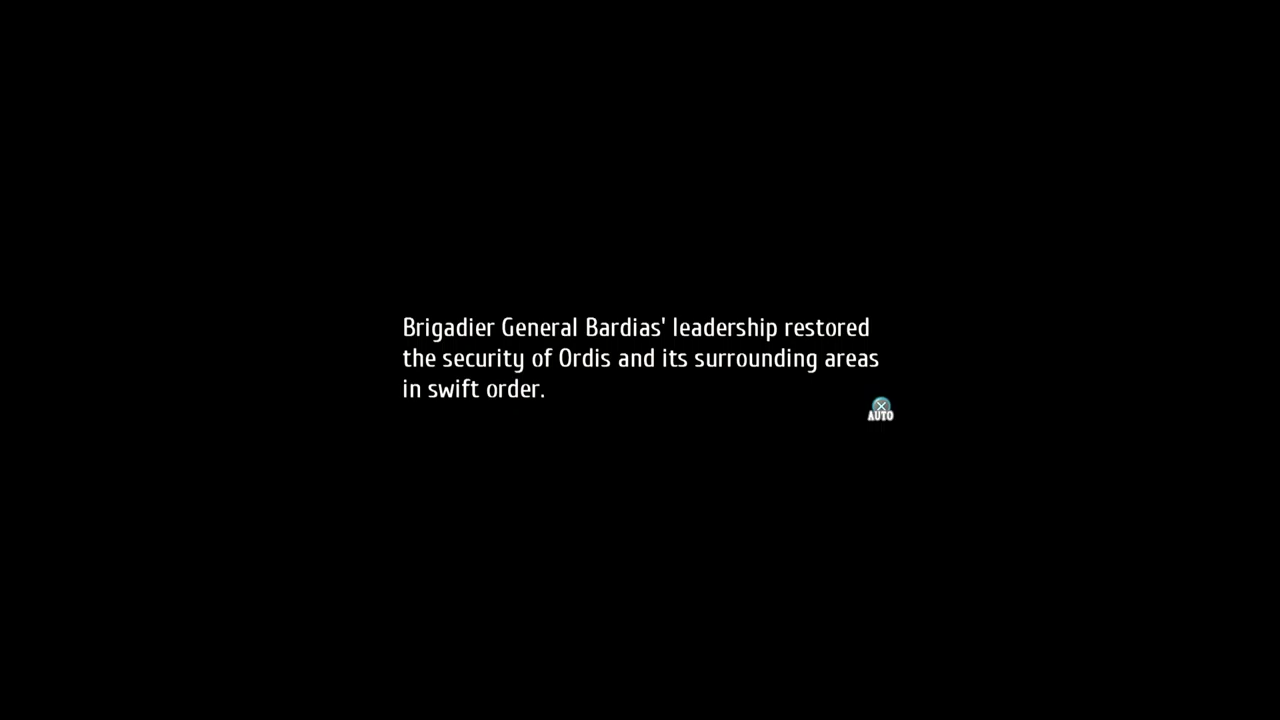 Brigadier General Bardias' leadership restored
the security of Ordis and its surrounding areas
in swift order.
AUTO